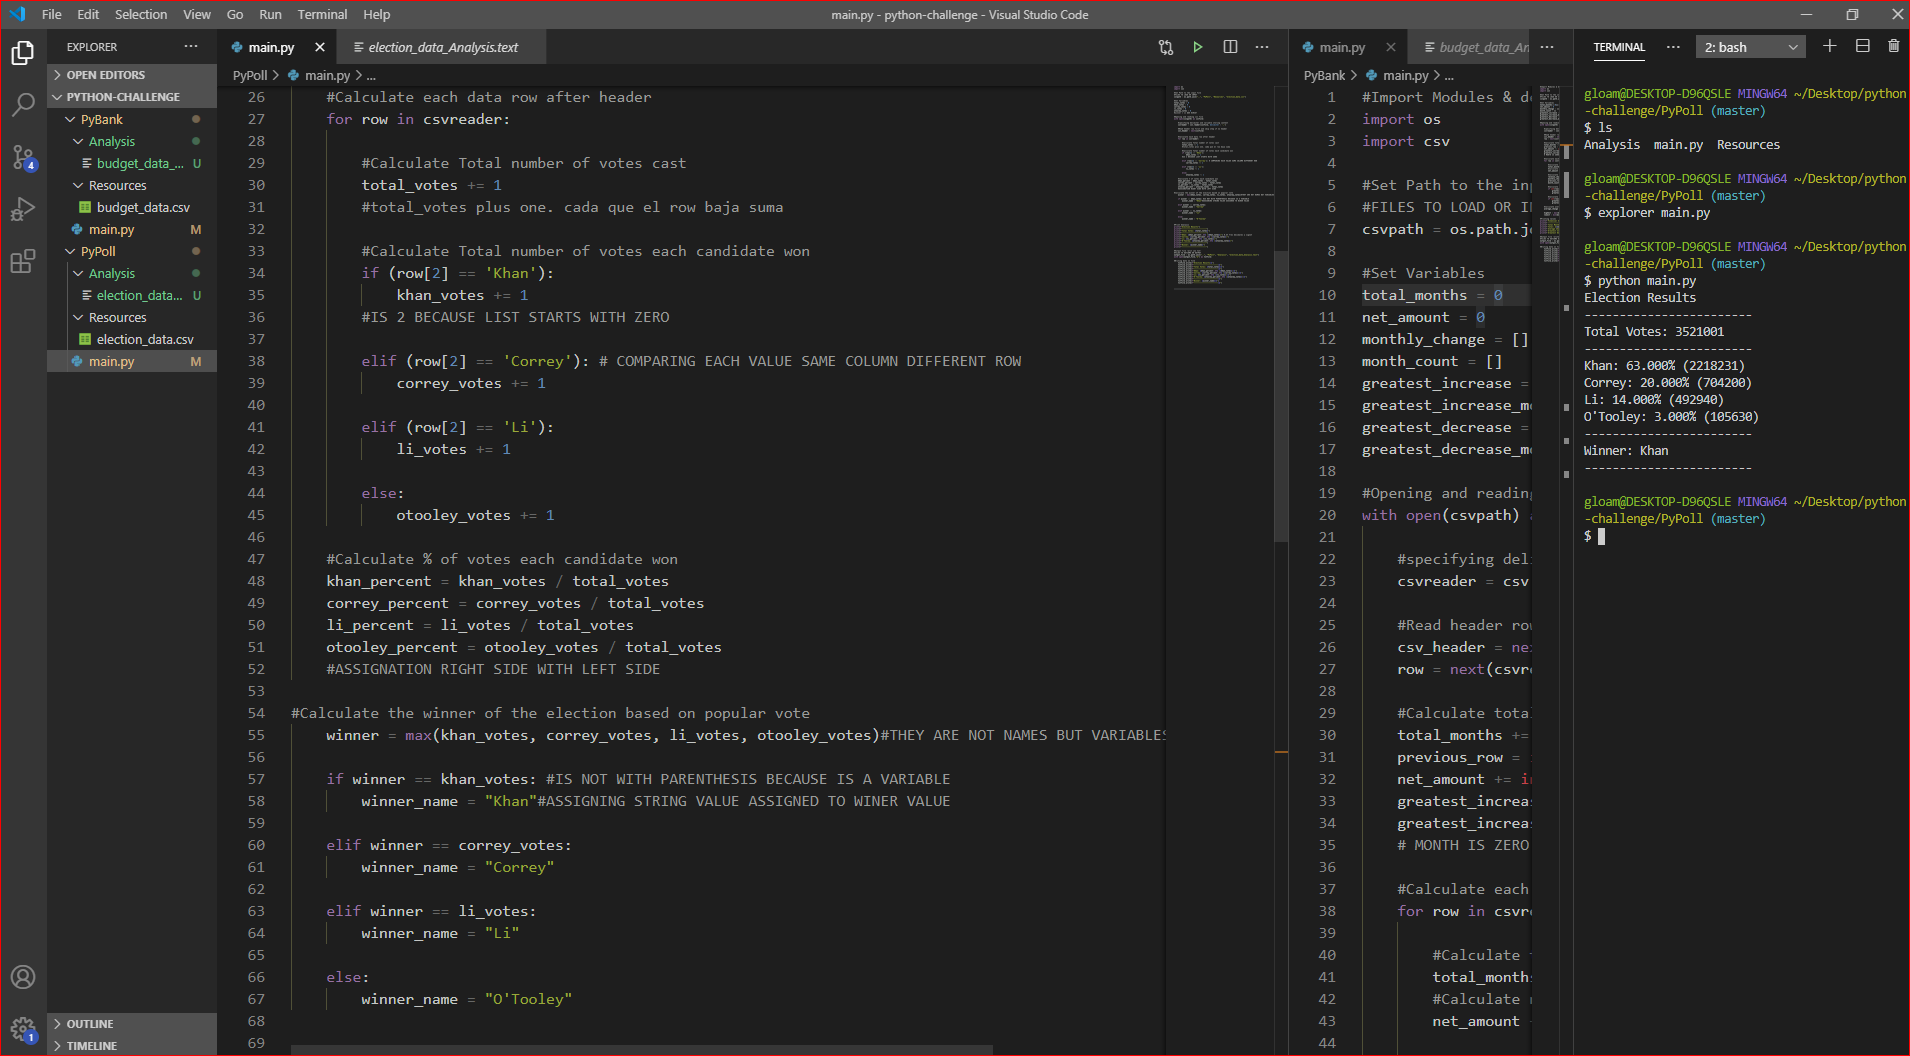 File Edit Selection View Go Run Terminal Help
main.py - python-challenge - Visual Studio Code
EXPLORER
OPEN EDITORS
PYTHON-CHALLENGE
PyBank
Analysis
budget_data_... U
Resources
budget_data.csv
main.py M
PyPoll
Analysis
election_data... U
Resources
election_data.csv
main.py M
OUTLINE
TIMELINE
4
1
main.py
election_data_Analysis.text
PyPoll > main.py > ...
26 #Calculate each data row after header
27 for row in csvreader:
28
29 #Calculate Total number of votes cast
30 total_votes += 1
31 #total_votes plus one. cada que el row baja suma
32
33 #Calculate Total number of votes each candidate won
34 if (row[2] == 'Khan'):
35 khan_votes += 1
36 #IS 2 BECAUSE LIST STARTS WITH ZERO
37
38 elif (row[2] == 'Correy'): # COMPARING EACH VALUE SAME COLUMN DIFFERENT ROW
39 correy_votes += 1
40
41 elif (row[2] == 'Li'):
42 li_votes += 1
43
44 else:
45 otooley_votes += 1
46
47 #Calculate % of votes each candidate won
48 khan_percent = khan_votes / total_votes
49 correy_percent = correy_votes / total_votes
50 li_percent = li_votes / total_votes
51 otooley_percent = otooley_votes / total_votes
52 #ASSIGNATION RIGHT SIDE WITH LEFT SIDE
53
54 #Calculate the winner of the election based on popular vote
55 winner = max(khan_votes, correy_votes, li_votes, otooley_votes)#THEY ARE NOT NAMES BUT VARIABLES
56
57 if winner == khan_votes: #IS NOT WITH PARENTHESIS BECAUSE IS A VARIABLE
58 winner_name = "Khan"#ASSIGNING STRING VALUE ASSIGNED TO WINER VALUE
59
60 elif winner == correy_votes:
61 winner_name = "Correy"
62
63 elif winner == li_votes:
64 winner_name = "Li"
65
66 else:
67 winner_name = "O'Tooley"
68
69
main.py
budget_data_An
PyBank > main.py > ...
1 #Import Modules & de
2 import os
3 import csv
4
5 #Set Path to the inp
6 #FILES TO LOAD OR I
7 csvpath = os.path.jo
8
9 #Set Variables
10 total_months = 0
11 net_amount = 0
12 monthly_change = []
13 month_count = []
14 greatest_increase =
15 greatest_increase_mo
16 greatest_decrease =
17 greatest_decrease_mo
18
19 #Opening and reading
20 with open(csvpath) a
21
22 #specifying deli
23 csvreader = csv
24
25 #Read header row
26 csv_header = nex
27 row = next(csvre
28
29 #Calculate total
30 total_months +=
31 previous_row =
32 net_amount += in
33 greatest_increas
34 greatest_increas
35 # MONTH IS ZERO
36
37 #Calculate each
38 for row in csvre
39
40 #Calculate t
41 total_months
42 #Calculate n
43 net_amount
44
TERMINAL
2: bash
gloam@DESKTOP-D96QSLE MINGW64 ~/Desktop/python
-challenge/PyPoll (master)
$ ls
Analysis main.py Resources
gloam@DESKTOP-D96QSLE MINGW64 ~/Desktop/python
-challenge/PyPoll (master)
$ explorer main.py
gloam@DESKTOP-D96QSLE MINGW64 ~/Desktop/python
-challenge/PyPoll (master)
$ python main.py
Election Results
------------------------
Total Votes: 3521001
------------------------
Khan: 63.000% (2218231)
Correy: 20.000% (704200)
Li: 14.000% (492940)
O'Tooley: 3.000% (105630)
------------------------
Winner: Khan
------------------------
gloam@DESKTOP-D96QSLE MINGW64 ~/Desktop/python
-challenge/PyPoll (master)
$